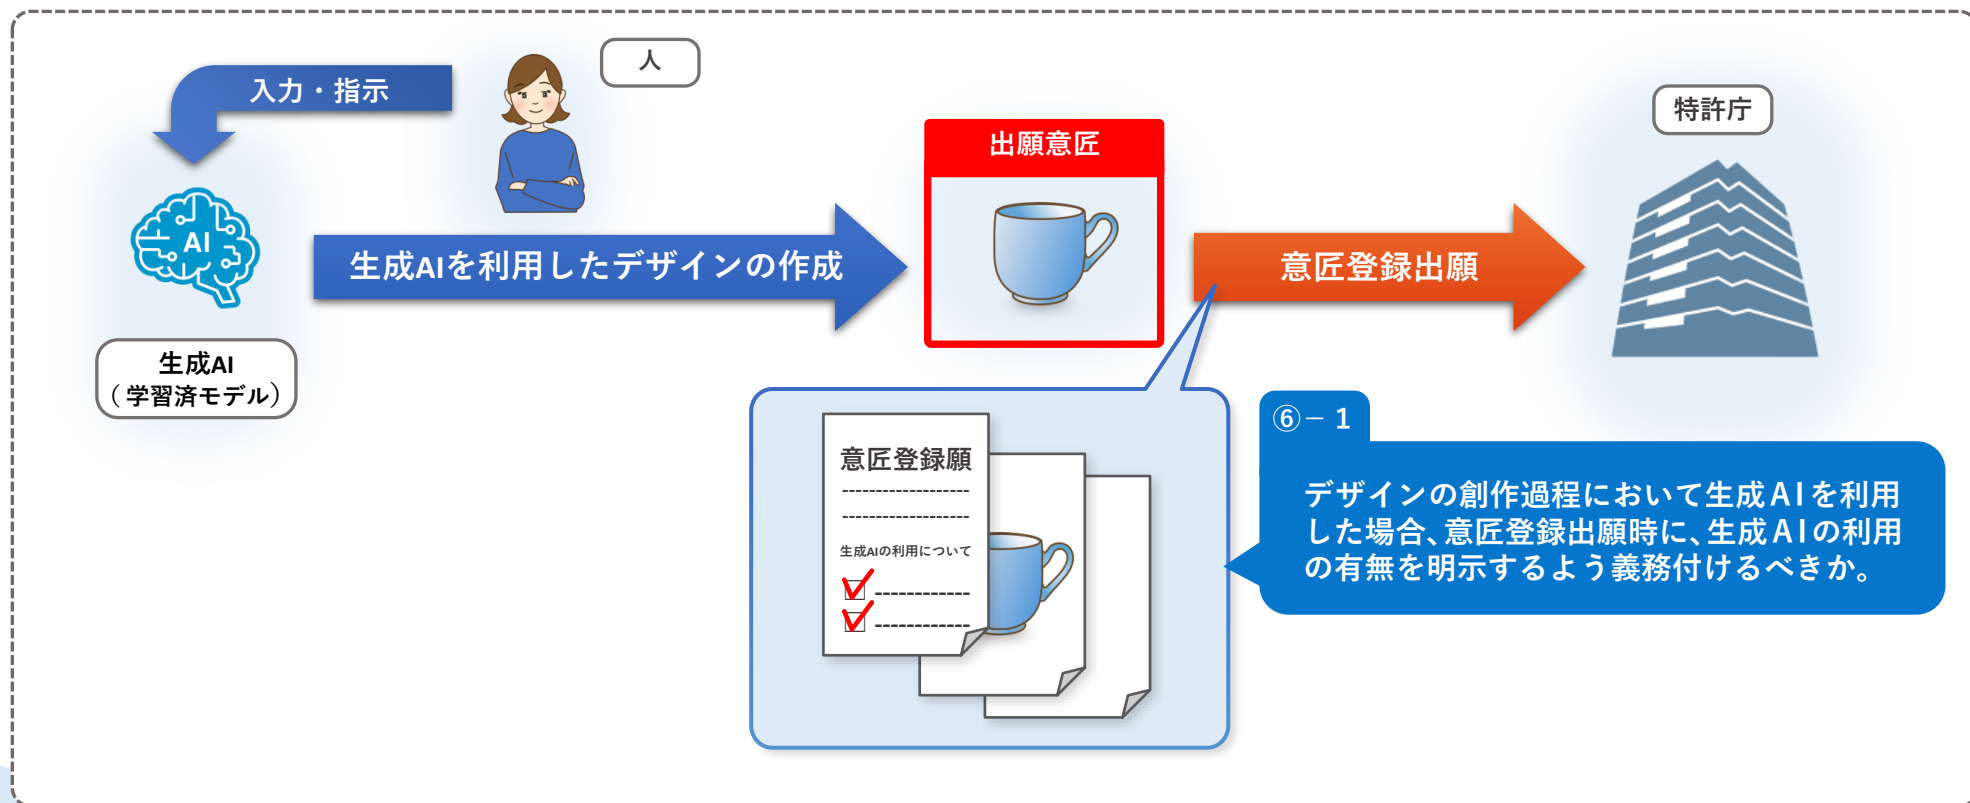 人
入力・指示
特許庁
出願意匠
AI
生成AIを利用したデザインの作成
意匠登録出願
生成AI
（学習済モデル）
⑥－１
意匠登録願
生成AIの利用について
デザインの創作過程において生成AIを利用
した場合、意匠登録出願時に、生成AIの利用
の有無を明示するよう義務付けるべきか。